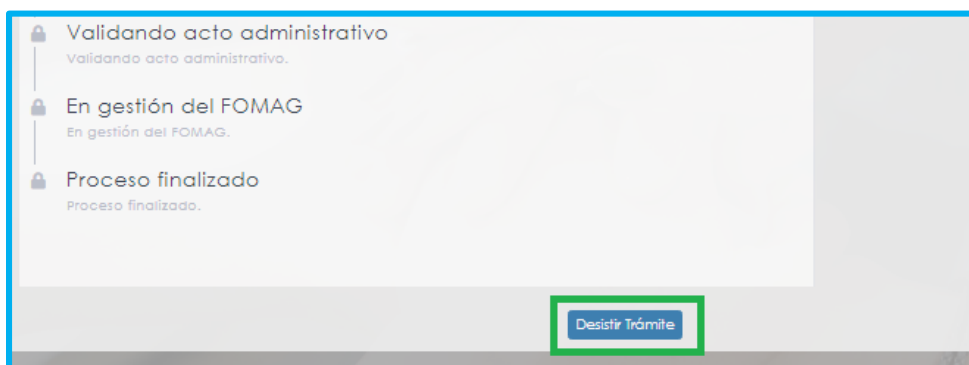 Validando acto administrativo
Validando acto administrativo.
En gestión del FOMAG
En gestión del FOMAG.
Proceso finalizado
Proceso finalizado.
Desistir Trámite